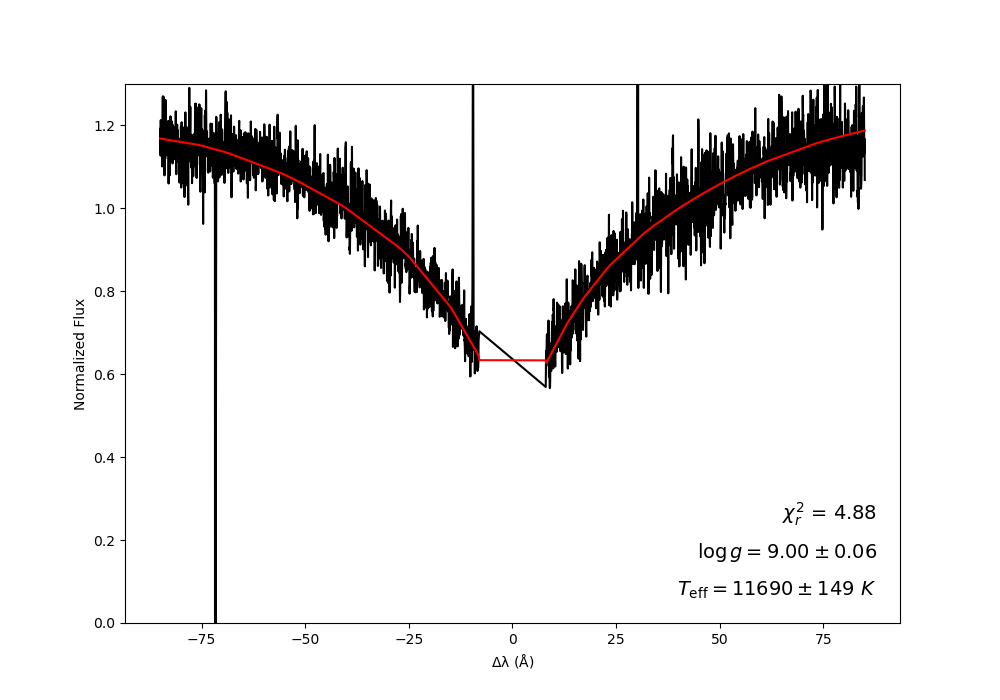 Normalized Flux
1.2
1.0
0.8
0.6
0.4
0.2
0.0
χ²ᵣ = 4.88
log g = 9.00 ± 0.06
T_eff = 11690 ± 149 K
−75 −50 −25 0 25 50 75
Δλ (Å)